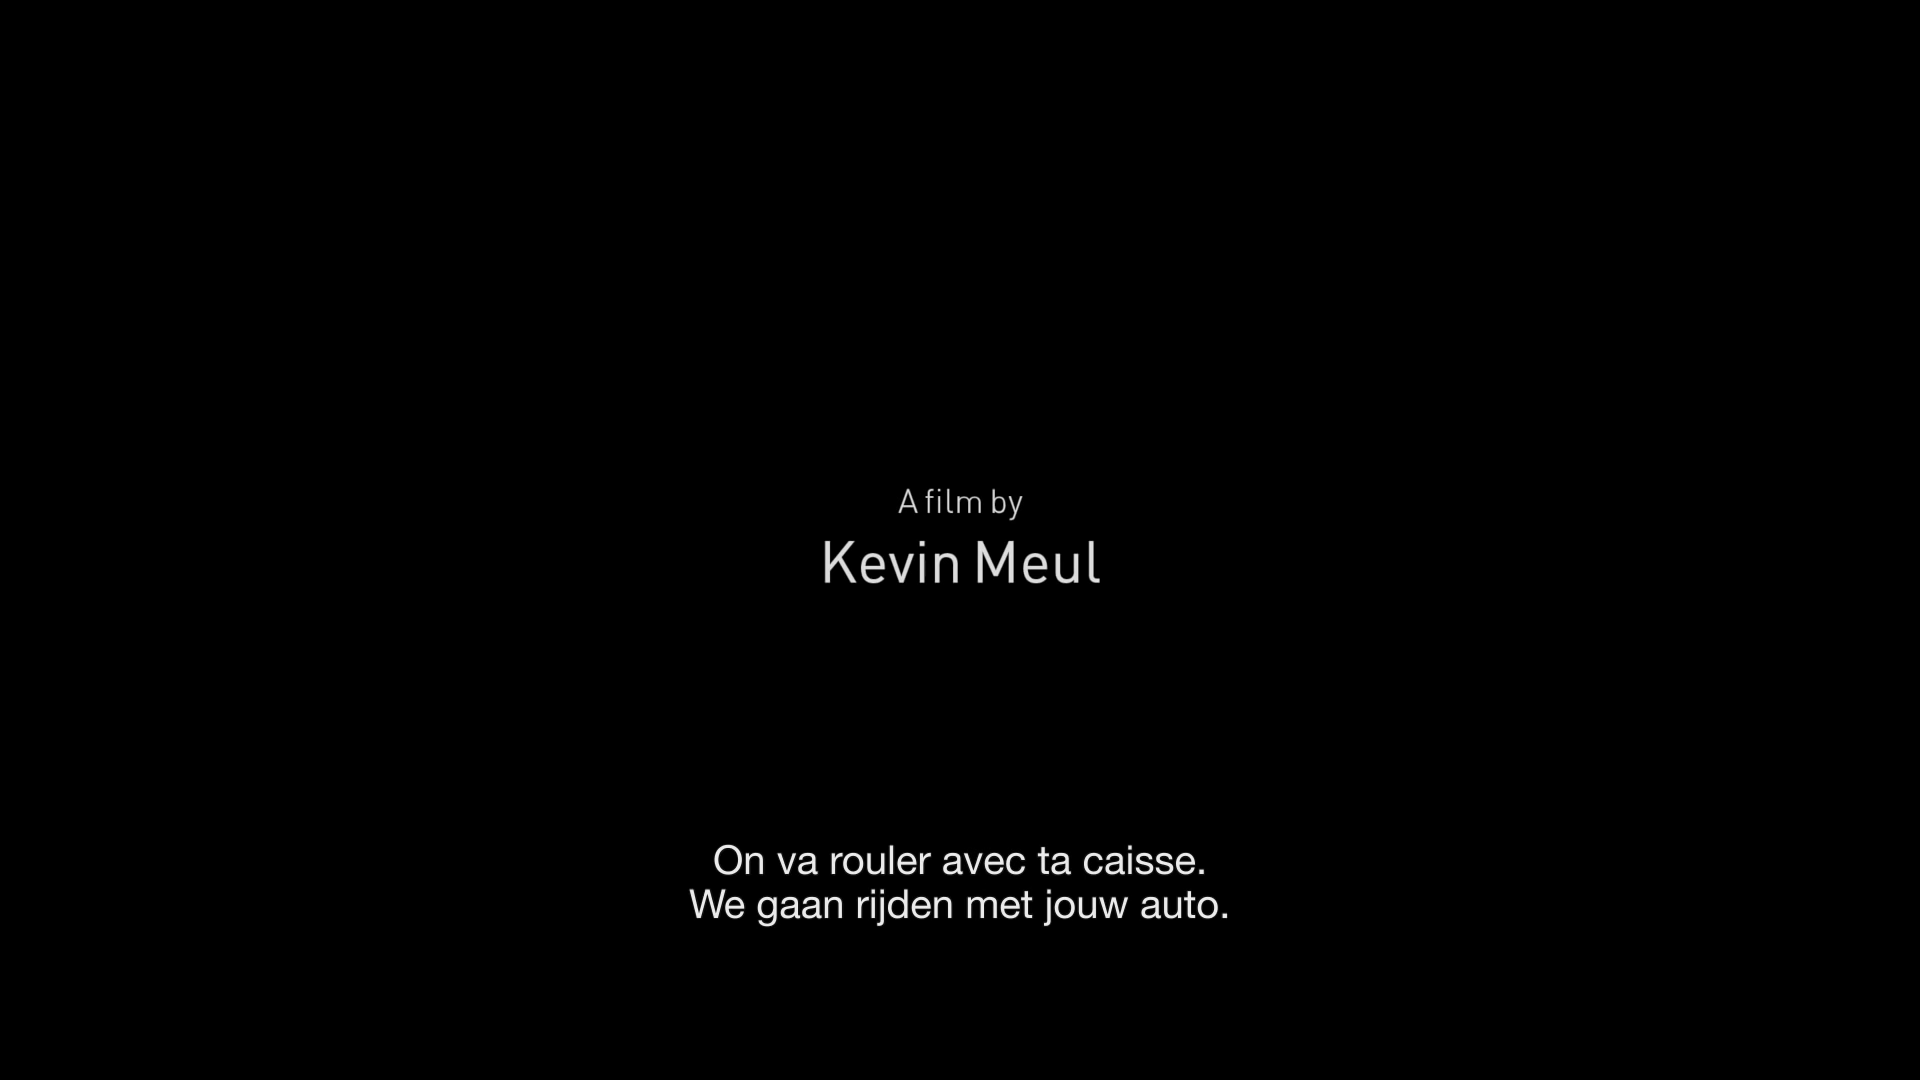 A film by
Kevin Meul
On va rouler avec ta caisse.
We gaan rijden met jouw auto.